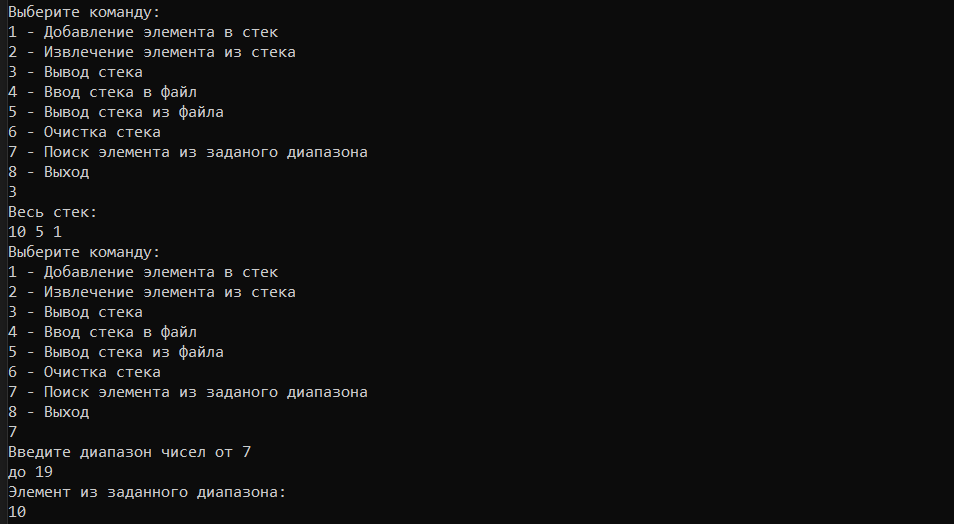 Выберите команду:
1 - Добавление элемента в стек
2 - Извлечение элемента из стека
3 - Вывод стека
4 - Ввод стека в файл
5 - Вывод стека из файла
6 - Очистка стека
7 - Поиск элемента из заданого диапазона
8 - Выход
3
Весь стек:
10 5 1
Выберите команду:
1 - Добавление элемента в стек
2 - Извлечение элемента из стека
3 - Вывод стека
4 - Ввод стека в файл
5 - Вывод стека из файла
6 - Очистка стека
7 - Поиск элемента из заданого диапазона
8 - Выход
7
Введите диапазон чисел от 7
до 19
Элемент из заданного диапазона:
10